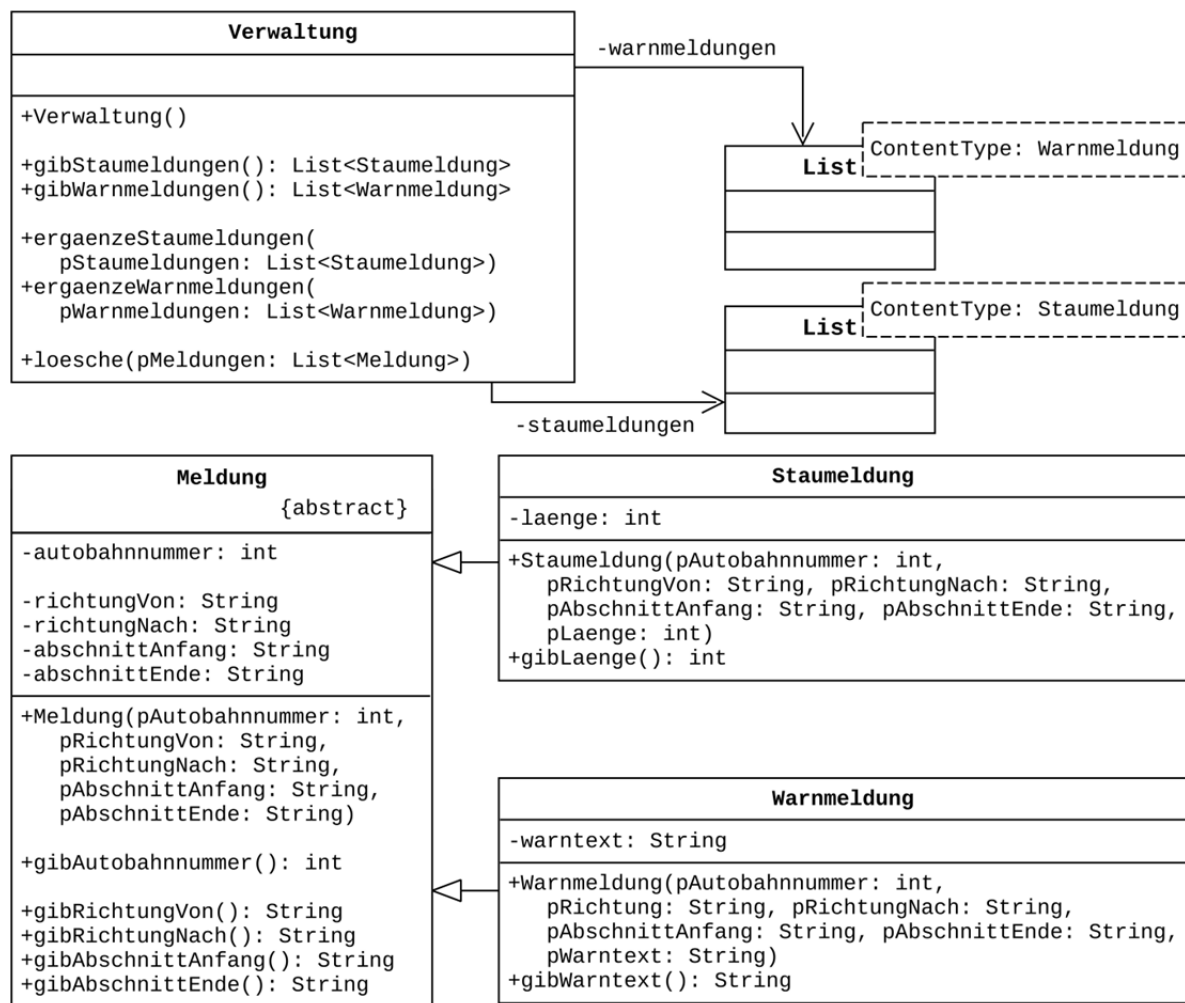 Verwaltung
+Verwaltung()
+gibStaumeldungen(): List<Staumeldung>
+gibWarnmeldungen(): List<Warnmeldung>
+ergaenzeStaumeldungen(
pStaumeldungen: List<Staumeldung>)
+ergaenzeWarnmeldungen(
pWarnmeldungen: List<Warnmeldung>)
+loesche(pMeldungen: List<Meldung>)
-warnmeldungen
ContentType: Warnmeldung
List
ContentType: Staumeldung
List
-staumeldungen
Meldung
{abstract}
-autobahnnummer: int
-richtungVon: String
-richtungNach: String
-abschnittAnfang: String
-abschnittEnde: String
+Meldung(pAutobahnnummer: int,
pRichtungVon: String,
pRichtungNach: String,
pAbschnittAnfang: String,
pAbschnittEnde: String)
+gibAutobahnnummer(): int
+gibRichtungVon(): String
+gibRichtungNach(): String
+gibAbschnittAnfang(): String
+gibAbschnittEnde(): String
Staumeldung
-laenge: int
+Staumeldung(pAutobahnnummer: int,
pRichtungVon: String, pRichtungNach: String,
pAbschnittAnfang: String, pAbschnittEnde: String,
pLaenge: int)
+gibLaenge(): int
Warnmeldung
-warntext: String
+Warnmeldung(pAutobahnnummer: int,
pRichtung: String, pRichtungNach: String,
pAbschnittAnfang: String, pAbschnittEnde: String,
pWarntext: String)
+gibWarntext(): String